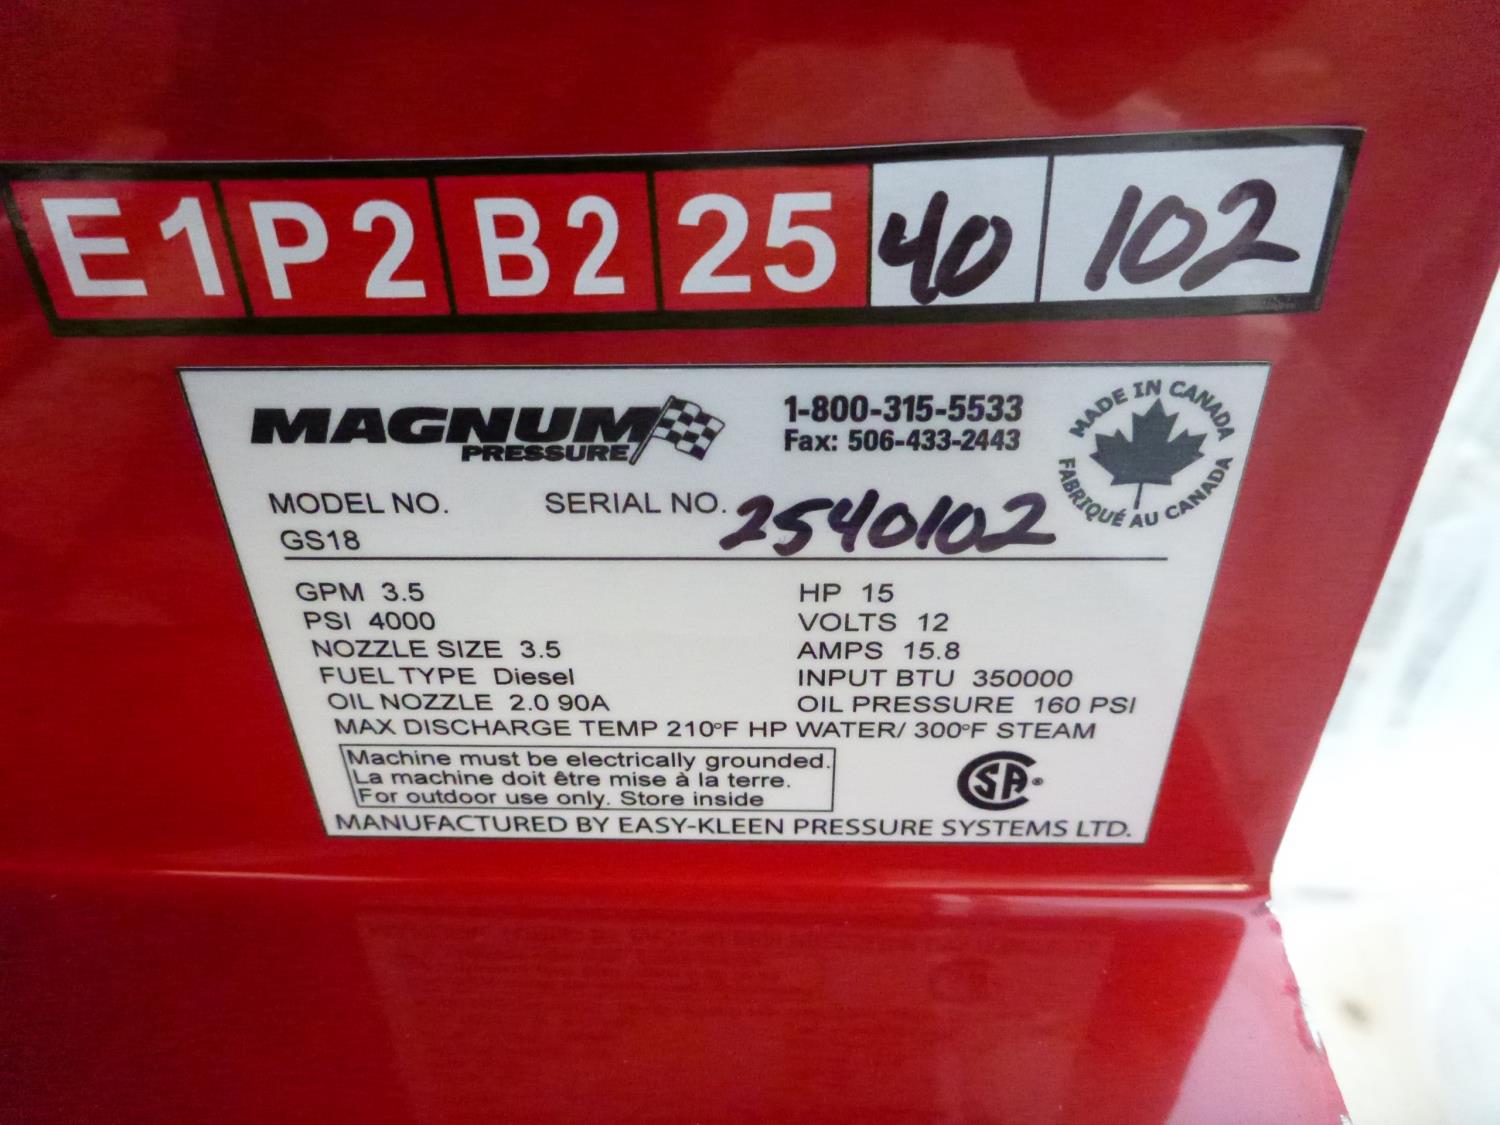 E1 P2 B2 25 40 102
MAGNUM
PRESSURE
1-800-315-5533
Fax: 506-433-2443
MADE IN CANADA
FABRIQUÉ AU CANADA
MODEL NO.
GS18
SERIAL NO. 2540102
GPM 3.5
PSI 4000
NOZZLE SIZE 3.5
FUEL TYPE Diesel
OIL NOZZLE 2.0 90A
HP 15
VOLTS 12
AMPS 15.8
INPUT BTU 350000
OIL PRESSURE 160 PSI
MAX DISCHARGE TEMP 210°F HP WATER/ 300°F STEAM
Machine must be electrically grounded.
La machine doit être mise à la terre.
For outdoor use only. Store inside
CSA®
MANUFACTURED BY EASY-KLEEN PRESSURE SYSTEMS LTD.